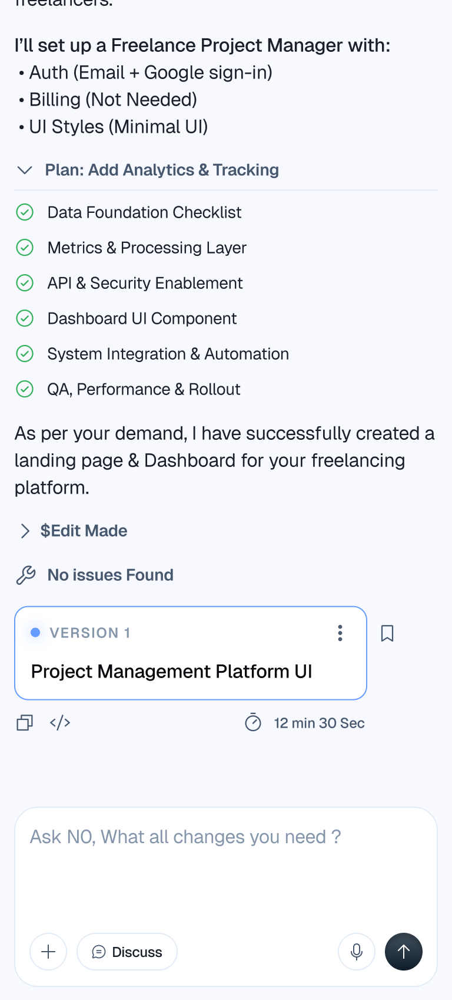 freelancers.
I’ll set up a Freelance Project Manager with:
• Auth (Email + Google sign-in)
• Billing (Not Needed)
• UI Styles (Minimal UI)
Plan: Add Analytics & Tracking
Data Foundation Checklist
Metrics & Processing Layer
API & Security Enablement
Dashboard UI Component
System Integration & Automation
QA, Performance & Rollout
As per your demand, I have successfully created a
landing page & Dashboard for your freelancing
platform.
$Edit Made
No issues Found
VERSION 1
Project Management Platform UI
</>
12 min 30 Sec
Ask N0, What all changes you need ?
Discuss